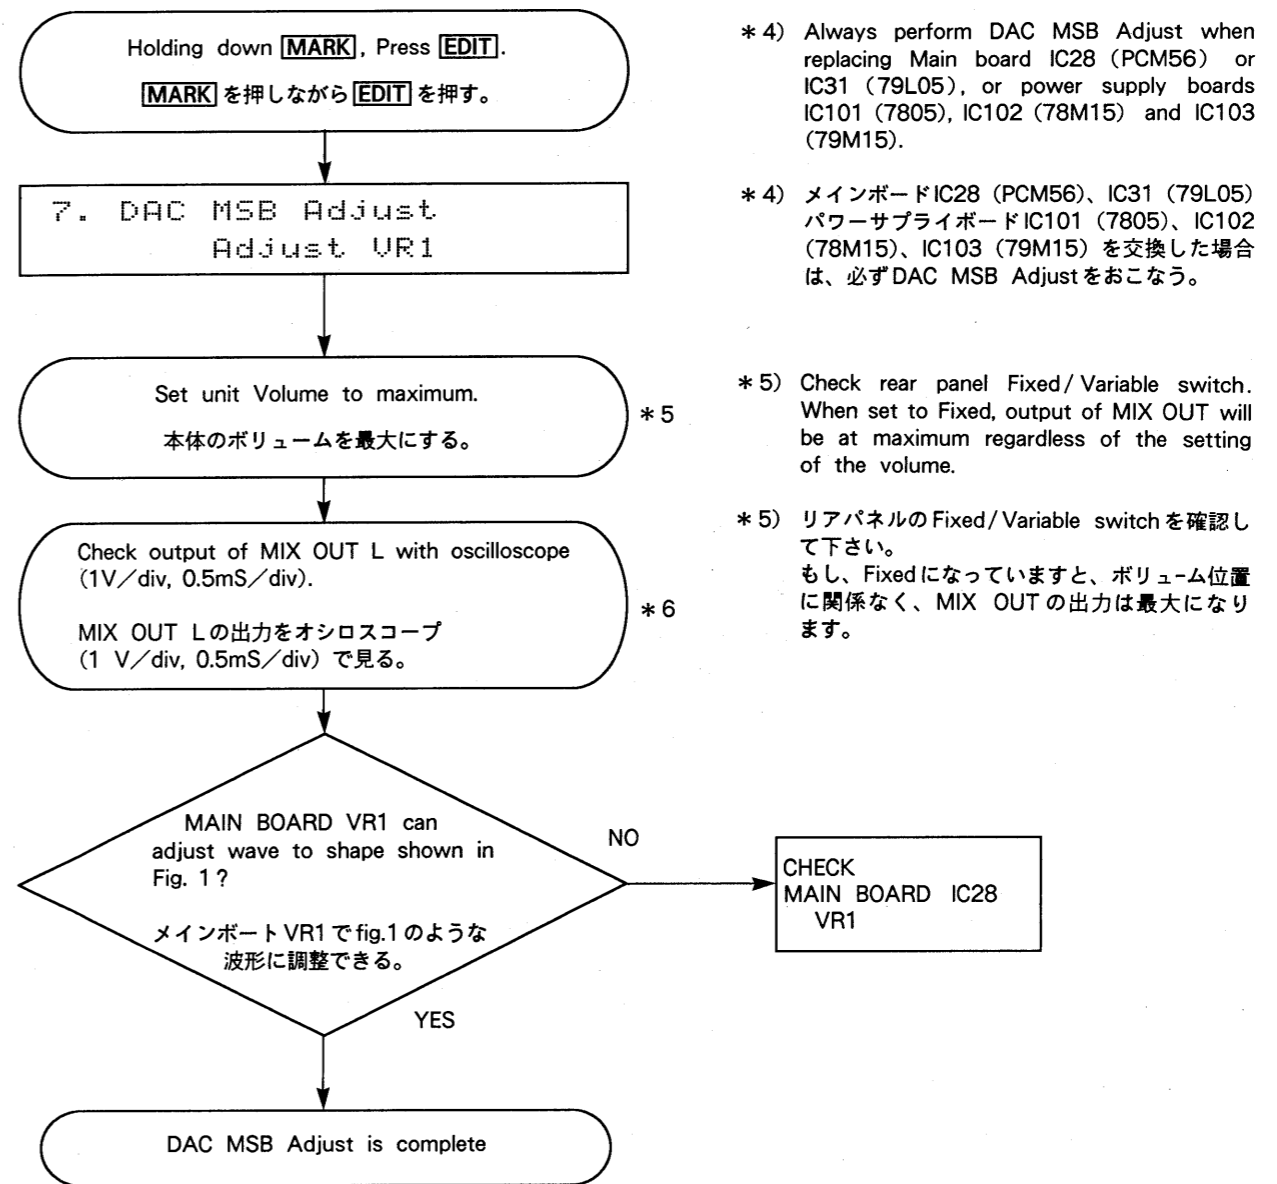 Holding down MARK, Press EDIT.
MARK を押しながら EDIT を押す。
7. DAC MSB Adjust
Adjust VR1
Set unit Volume to maximum.
本体のボリュームを最大にする。
*5
Check output of MIX OUT L with oscilloscope
(1V/div, 0.5mS/div).
MIX OUT Lの出力をオシロスコープ
(1 V/div, 0.5mS/div) で見る。
*6
MAIN BOARD VR1 can
adjust wave to shape shown in
Fig. 1?
メインボートVR1でfig.1のような
波形に調整できる。
NO
CHECK
MAIN BOARD IC28
VR1
YES
DAC MSB Adjust is complete
*4) Always perform DAC MSB Adjust when
replacing Main board IC28 (PCM56) or
IC31 (79L05), or power supply boards
IC101 (7805), IC102 (78M15) and IC103
(79M15).
*4) メインボードIC28 (PCM56)、IC31 (79L05)
パワーサプライボードIC101 (7805)、IC102
(78M15)、IC103 (79M15) を交換した場合
は、必ずDAC MSB Adjustをおこなう。
*5) Check rear panel Fixed/Variable switch.
When set to Fixed, output of MIX OUT will
be at maximum regardless of the setting
of the volume.
*5) リアパネルのFixed/Variable switchを確認し
て下さい。
もし、Fixedになっていますと、ボリューム位置
に関係なく、MIX OUTの出力は最大になり
ます。